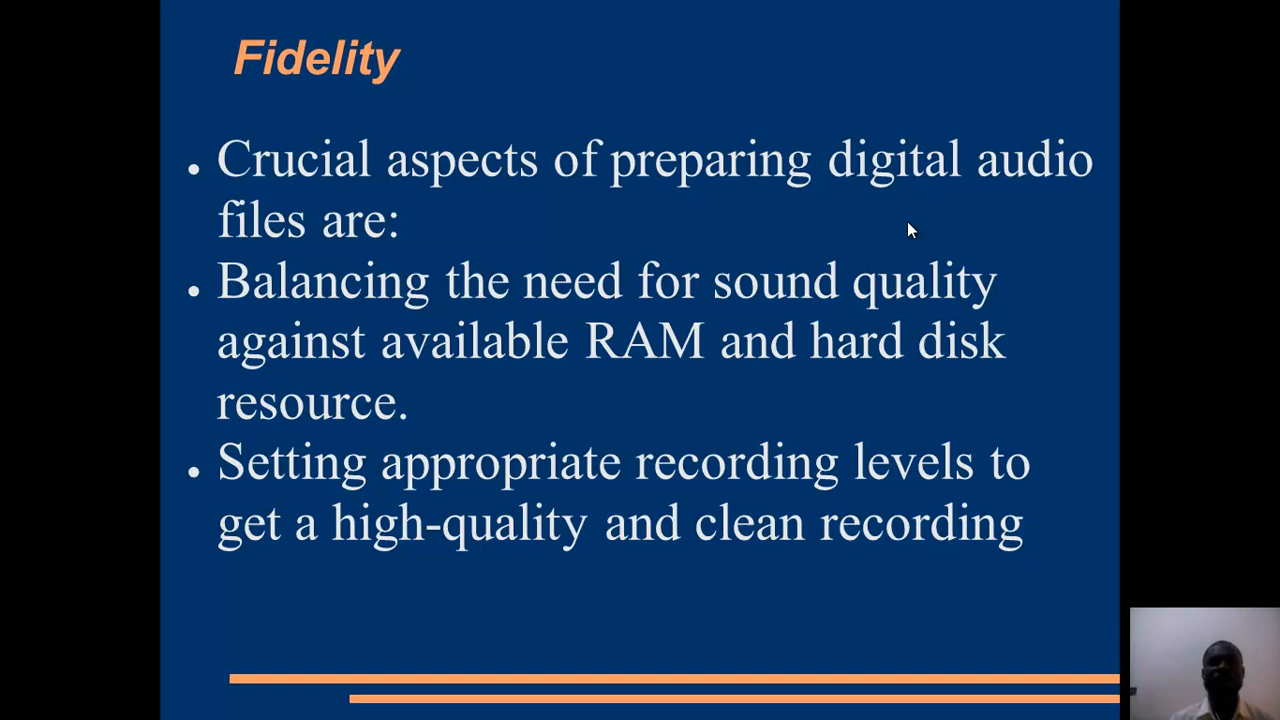 Fidelity
● Crucial aspects of preparing digital audio
files are:
● Balancing the need for sound quality
against available RAM and hard disk
resource.
● Setting appropriate recording levels to
get a high-quality and clean recording